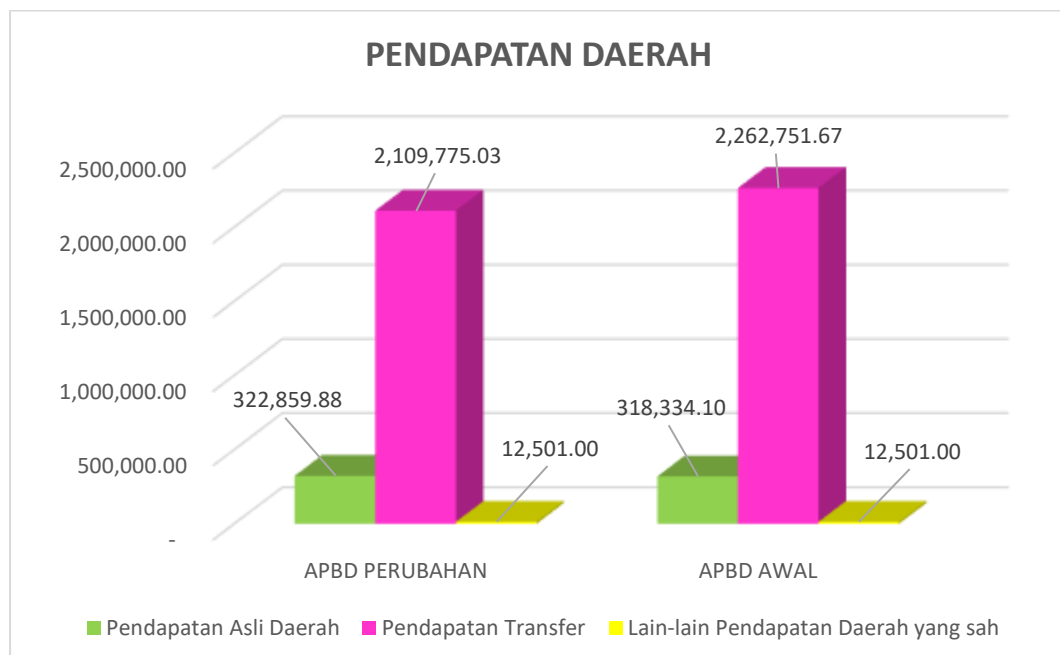 PENDAPATAN DAERAH
2,500,000.00
2,000,000.00
1,500,000.00
1,000,000.00
500,000.00
-
2,109,775.03
2,262,751.67
322,859.88
12,501.00
318,334.10
12,501.00
APBD PERUBAHAN
APBD AWAL
Pendapatan Asli Daerah
Pendapatan Transfer
Lain-lain Pendapatan Daerah yang sah